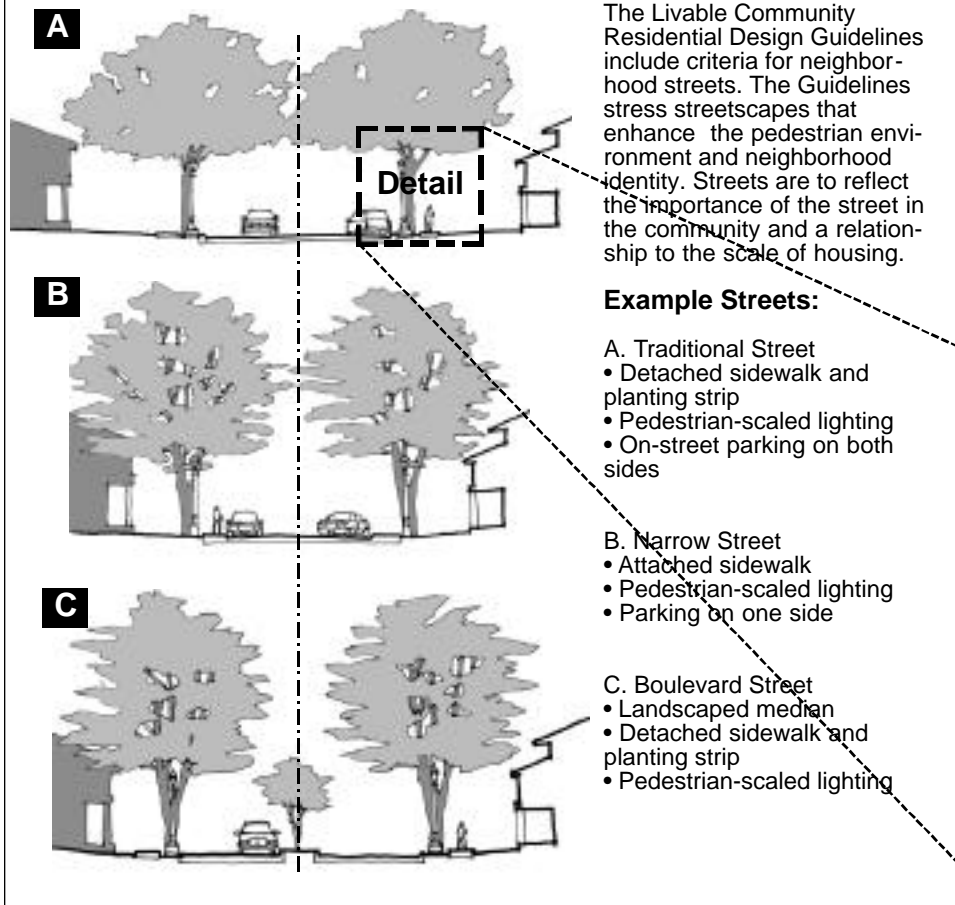 A
Detail
B
C
The Livable Community
Residential Design Guidelines
include criteria for neighbor-
hood streets. The Guidelines
stress streetscapes that
enhance the pedestrian envi-
ronment and neighborhood
identity. Streets are to reflect
the importance of the street in
the community and a relation-
ship to the scale of housing.
Example Streets:
A. Traditional Street
• Detached sidewalk and
planting strip
• Pedestrian-scaled lighting
• On-street parking on both
sides
B. Narrow Street
• Attached sidewalk
• Pedestrian-scaled lighting
• Parking on one side
C. Boulevard Street
• Landscaped median
• Detached sidewalk and
planting strip
• Pedestrian-scaled lighting